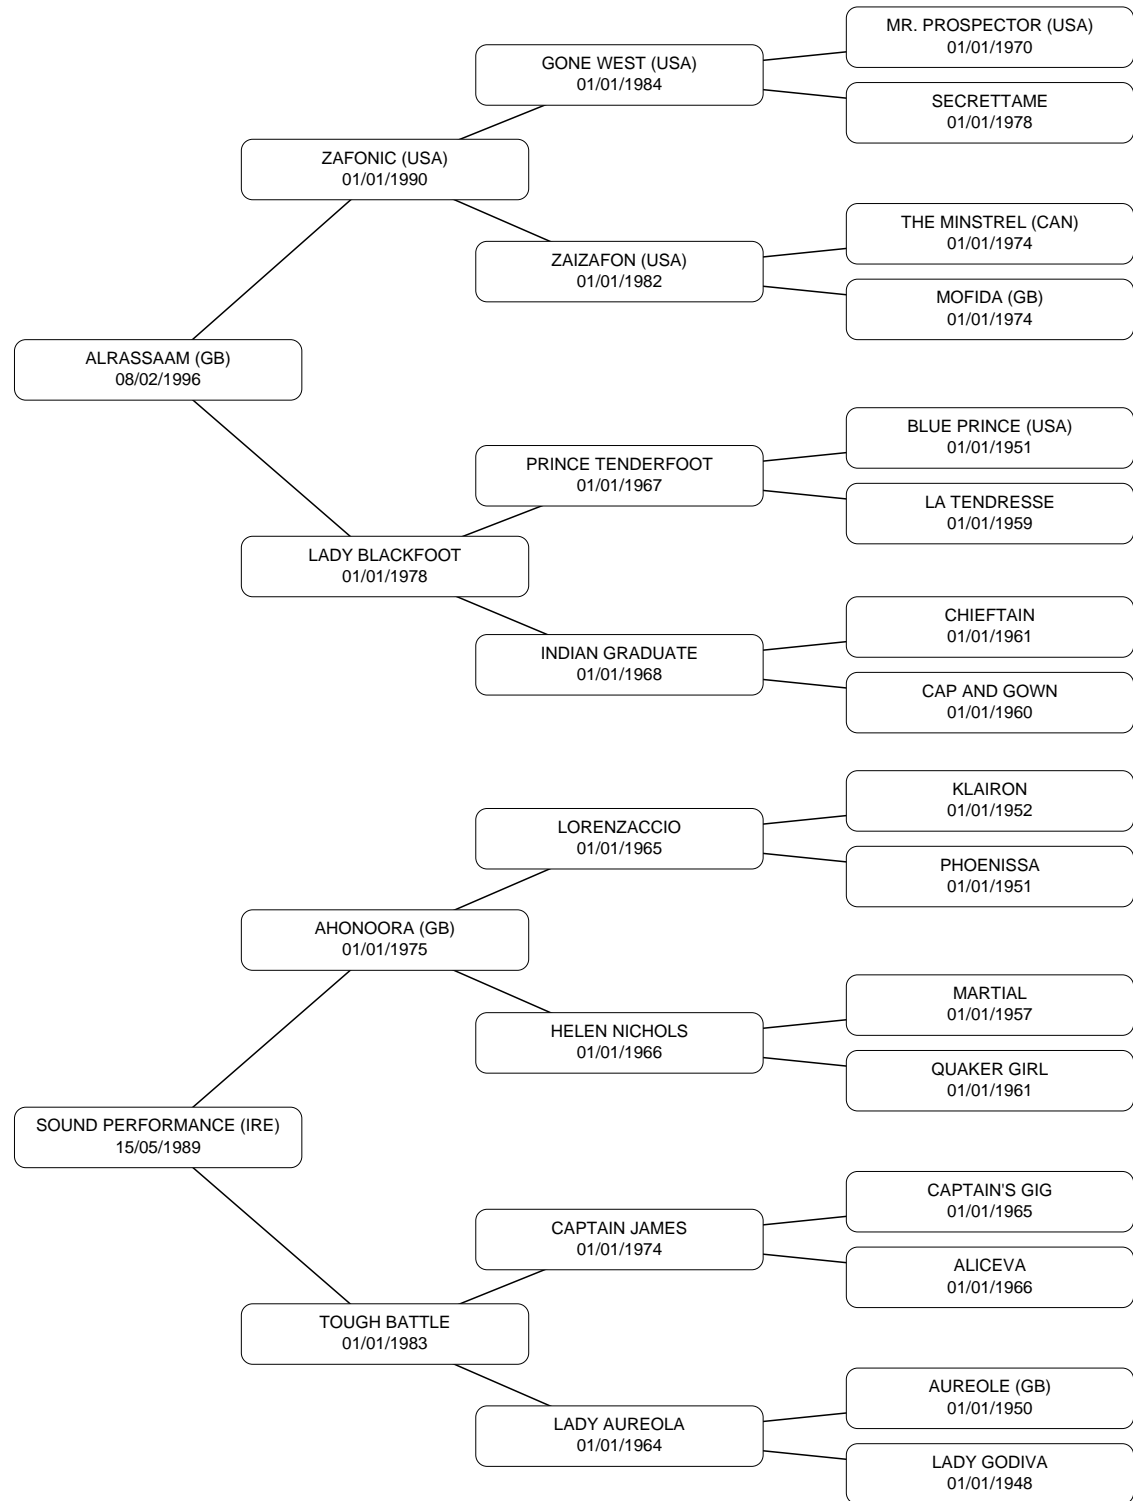 MR. PROSPECTOR (USA)
01/01/1970
GONE WEST (USA)
01/01/1984
SECRETTAME
01/01/1978
ZAFONIC (USA)
01/01/1990
THE MINSTREL (CAN)
01/01/1974
ZAIZAFON (USA)
01/01/1982
MOFIDA (GB)
01/01/1974
ALRASSAAM (GB)
08/02/1996
BLUE PRINCE (USA)
01/01/1951
PRINCE TENDERFOOT
01/01/1967
LA TENDRESSE
01/01/1959
LADY BLACKFOOT
01/01/1978
CHIEFTAIN
01/01/1961
INDIAN GRADUATE
01/01/1968
CAP AND GOWN
01/01/1960
KLAIRON
01/01/1952
LORENZACCIO
01/01/1965
PHOENISSA
01/01/1951
AHONOORA (GB)
01/01/1975
MARTIAL
01/01/1957
HELEN NICHOLS
01/01/1966
QUAKER GIRL
01/01/1961
SOUND PERFORMANCE (IRE)
15/05/1989
CAPTAIN'S GIG
01/01/1965
CAPTAIN JAMES
01/01/1974
ALICEVA
01/01/1966
TOUGH BATTLE
01/01/1983
AUREOLE (GB)
01/01/1950
LADY AUREOLA
01/01/1964
LADY GODIVA
01/01/1948